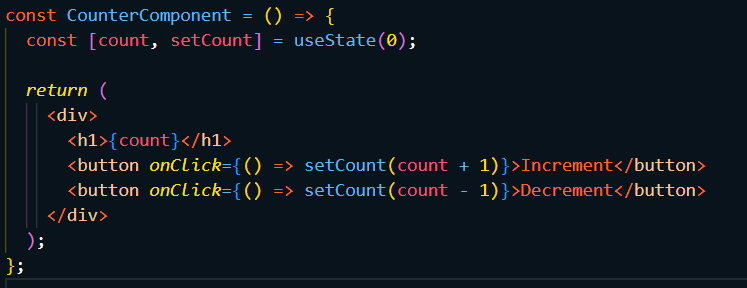 const CounterComponent = () => {
  const [count, setCount] = useState(0);

  return (
    <div>
      <h1>{count}</h1>
      <button onClick={() => setCount(count + 1)}>Increment</button>
      <button onClick={() => setCount(count - 1)}>Decrement</button>
    </div>
  );
};